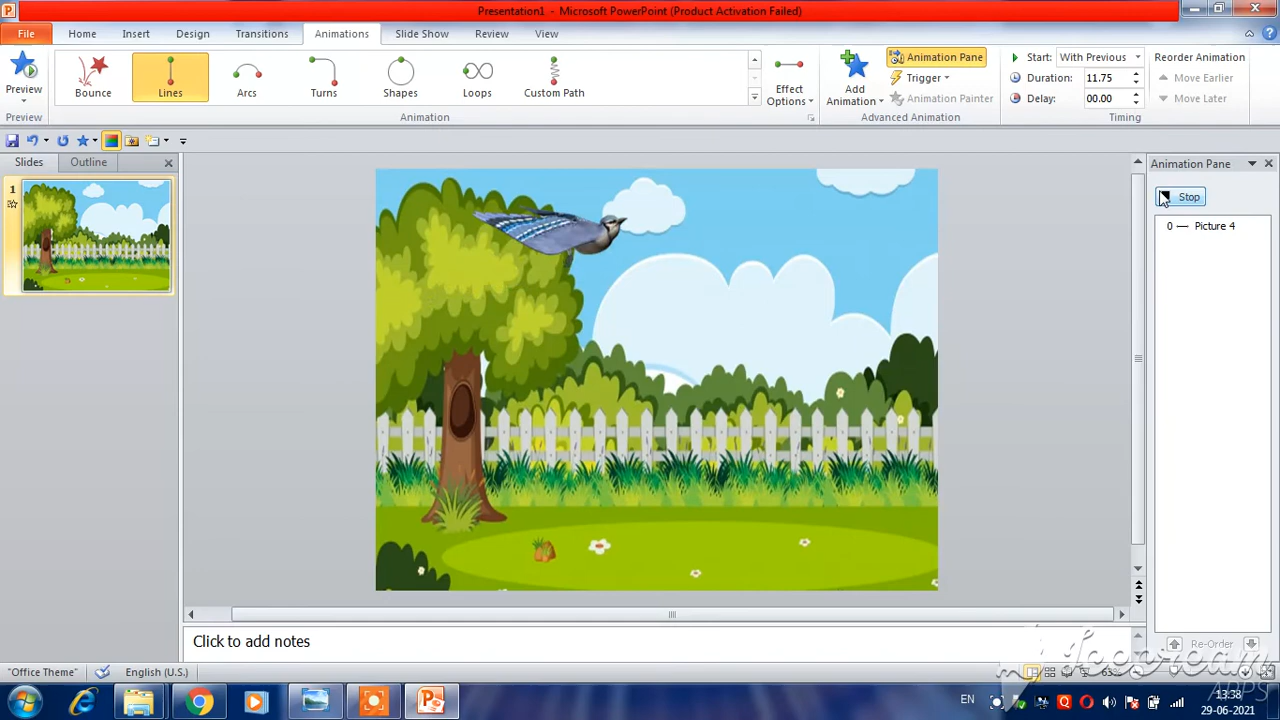 Presentation1 - Microsoft PowerPoint (Product Activation Failed)
File Home Insert Design Transitions Animations Slide Show Review View
Preview
Bounce Lines Arcs Turns Shapes Loops Custom Path
Effect Options
Add Animation
Animation Pane
Trigger
Animation Painter
Start: With Previous
Duration: 11.75
Delay: 00.00
Reorder Animation
Move Earlier
Move Later
Preview Animation Advanced Animation Timing
Slides Outline
1
Animation Pane
Stop
0 Picture 4
Click to add notes
Re-Order
"Office Theme" English (U.S.) 63%
APPS
EN
13:38
29-06-2021